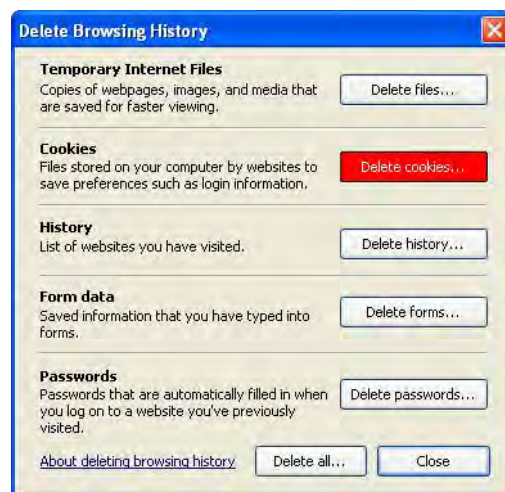 Delete Browsing History
Temporary Internet Files
Copies of webpages, images, and media that
are saved for faster viewing.
Delete files...
Cookies
Files stored on your computer by websites to
save preferences such as login information.
Delete cookies...
History
List of websites you have visited.
Delete history...
Form data
Saved information that you have typed into
forms.
Delete forms...
Passwords
Passwords that are automatically filled in when
you log on to a website you've previously
visited.
Delete passwords...
About deleting browsing history
Delete all...
Close